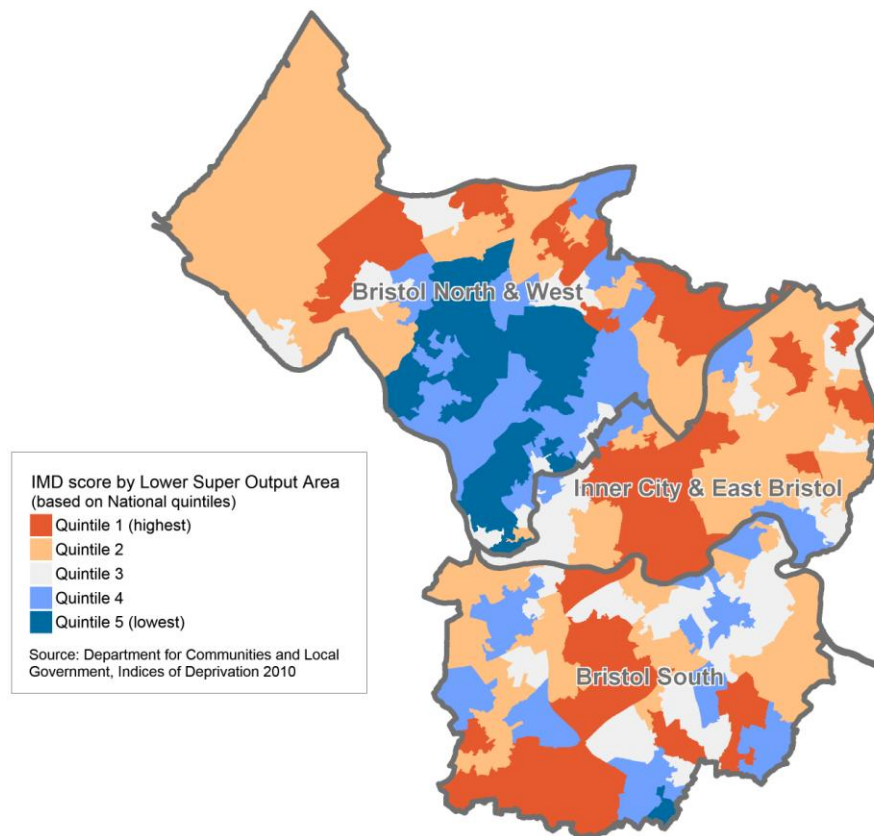 Bristol North & West
Inner City & East Bristol
Bristol South
IMD score by Lower Super Output Area
(based on National quintiles)
Quintile 1 (highest)
Quintile 2
Quintile 3
Quintile 4
Quintile 5 (lowest)
Source: Department for Communities and Local
Government, Indices of Deprivation 2010